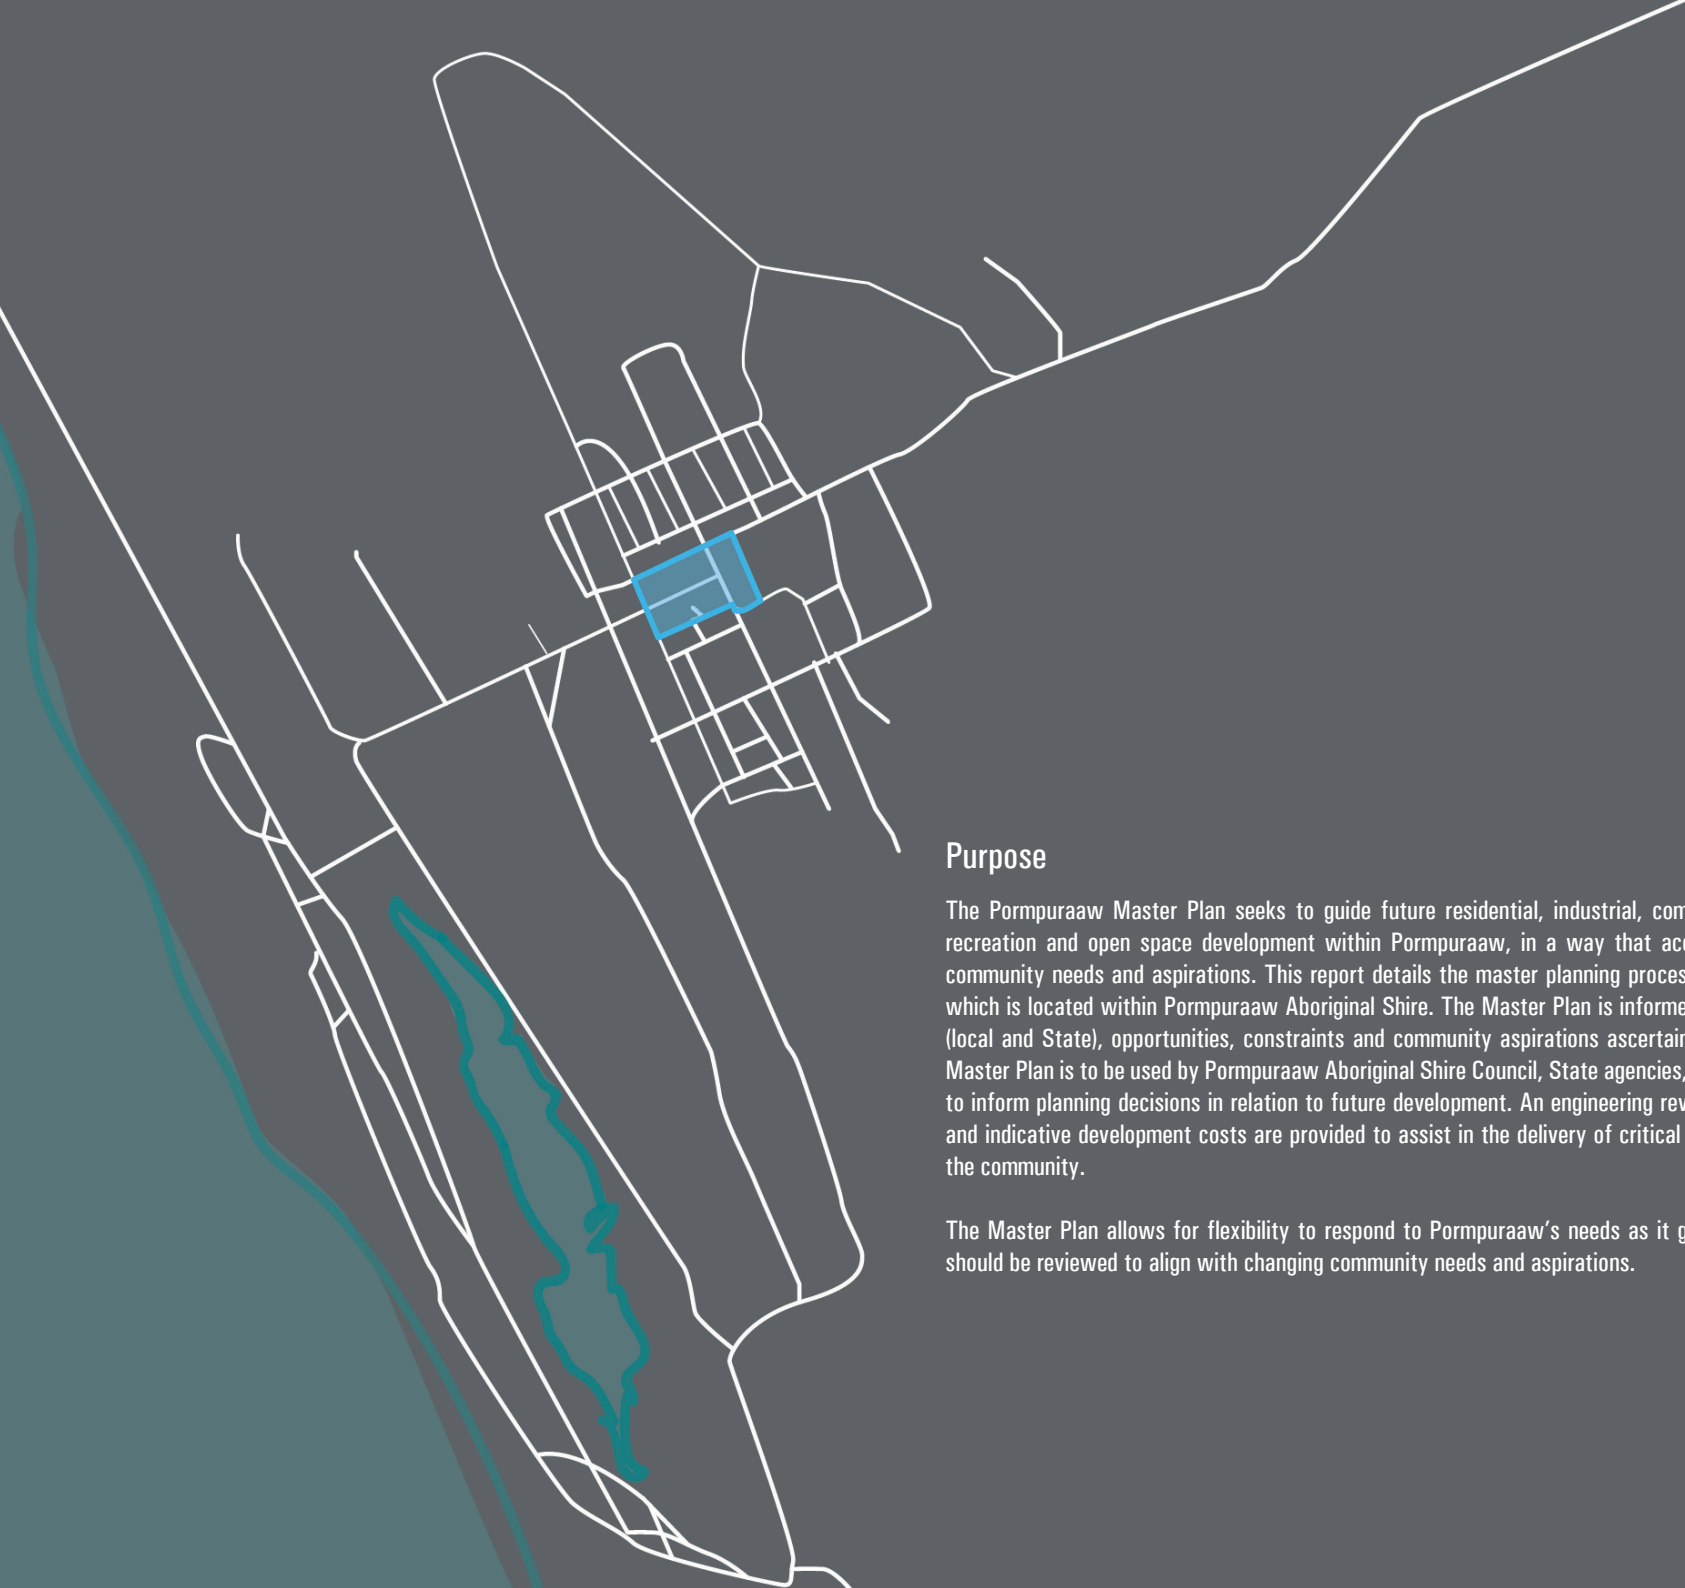 Purpose
The Pormpuraaw Master Plan seeks to guide future residential, industrial, com
recreation and open space development within Pormpuraaw, in a way that acc
community needs and aspirations. This report details the master planning proces
which is located within Pormpuraaw Aboriginal Shire. The Master Plan is informe
(local and State), opportunities, constraints and community aspirations ascertain
Master Plan is to be used by Pormpuraaw Aboriginal Shire Council, State agencies,
to inform planning decisions in relation to future development. An engineering rev
and indicative development costs are provided to assist in the delivery of critical
the community.
The Master Plan allows for flexibility to respond to Pormpuraaw’s needs as it g
should be reviewed to align with changing community needs and aspirations.